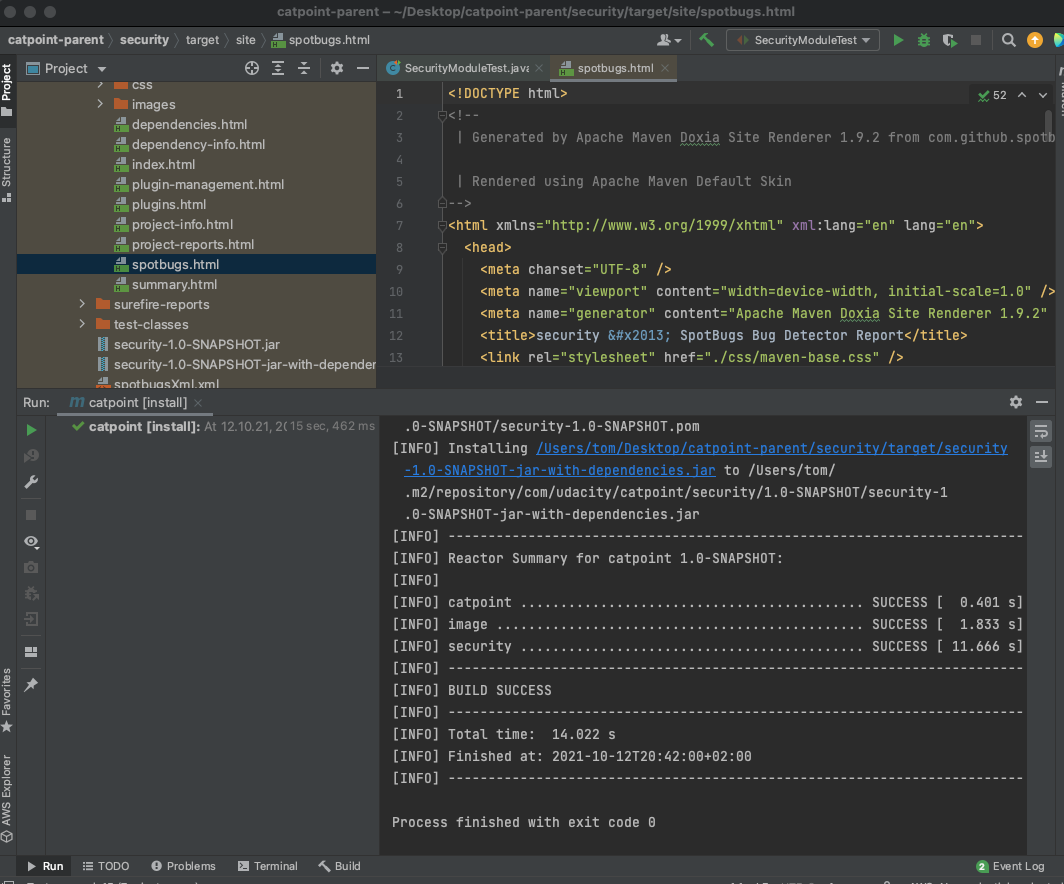 catpoint-parent – ~/Desktop/catpoint-parent/security/target/site/spotbugs.html
catpoint-parent security target site spotbugs.html SecurityModuleTest
Project
Structure
Favorites
AWS Explorer
Project
css
images
dependencies.html
dependency-info.html
index.html
plugin-management.html
plugins.html
project-info.html
project-reports.html
spotbugs.html
summary.html
surefire-reports
test-classes
security-1.0-SNAPSHOT.jar
security-1.0-SNAPSHOT-jar-with-depender
spotbugsXml.xml
SecurityModuleTest.java spotbugs.html
52
1 <!DOCTYPE html>
2 <!--
3 | Generated by Apache Maven Doxia Site Renderer 1.9.2 from com.github.spotb
4
5 | Rendered using Apache Maven Default Skin
6 -->
7 <html xmlns="http://www.w3.org/1999/xhtml" xml:lang="en" lang="en">
8 <head>
9 <meta charset="UTF-8" />
10 <meta name="viewport" content="width=device-width, initial-scale=1.0" />
11 <meta name="generator" content="Apache Maven Doxia Site Renderer 1.9.2"
12 <title>security &#x2013; SpotBugs Bug Detector Report</title>
13 <link rel="stylesheet" href="./css/maven-base.css" />
Run: catpoint [install]
catpoint [install]: At 12.10.21, 2 15 sec, 462 ms
.0-SNAPSHOT/security-1.0-SNAPSHOT.pom
[INFO] Installing /Users/tom/Desktop/catpoint-parent/security/target/security
-1.0-SNAPSHOT-jar-with-dependencies.jar to /Users/tom/
.m2/repository/com/udacity/catpoint/security/1.0-SNAPSHOT/security-1
.0-SNAPSHOT-jar-with-dependencies.jar
[INFO] ------------------------------------------------------------------------
[INFO] Reactor Summary for catpoint 1.0-SNAPSHOT:
[INFO]
[INFO] catpoint ........................................... SUCCESS [  0.401 s]
[INFO] image .............................................. SUCCESS [  1.833 s]
[INFO] security ........................................... SUCCESS [ 11.666 s]
[INFO] ------------------------------------------------------------------------
[INFO] BUILD SUCCESS
[INFO] ------------------------------------------------------------------------
[INFO] Total time:  14.022 s
[INFO] Finished at: 2021-10-12T20:42:00+02:00
[INFO] ------------------------------------------------------------------------
Process finished with exit code 0
Run TODO Problems Terminal Build 2 Event Log